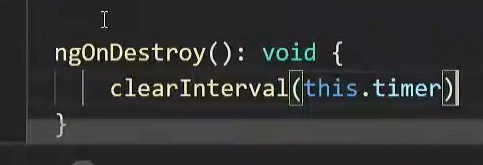 ngOnDestroy(): void {
clearInterval(this.timer)
}